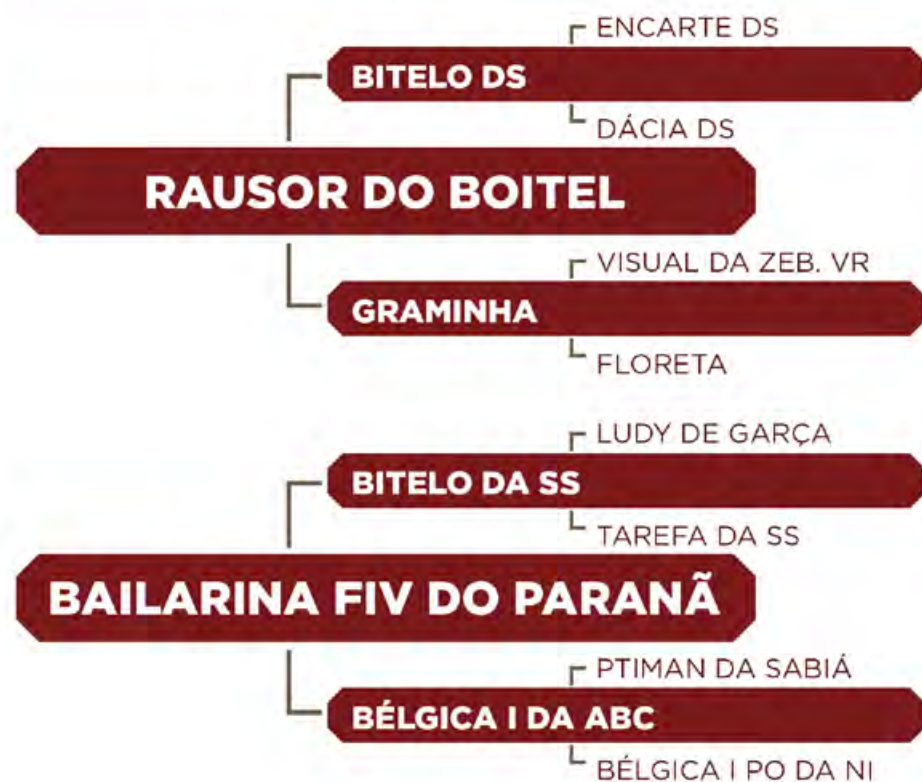 ENCARTE DS
BITELO DS
DÁCIA DS
RAUSOR DO BOITEL
VISUAL DA ZEB. VR
GRAMINHA
FLORETA
LUDY DE GARÇA
BITELO DA SS
TAREFA DA SS
BAILARINA FIV DO PARANÃ
PTIMAN DA SABIÁ
BÉLGICA I DA ABC
BÉLGICA I PO DA NI